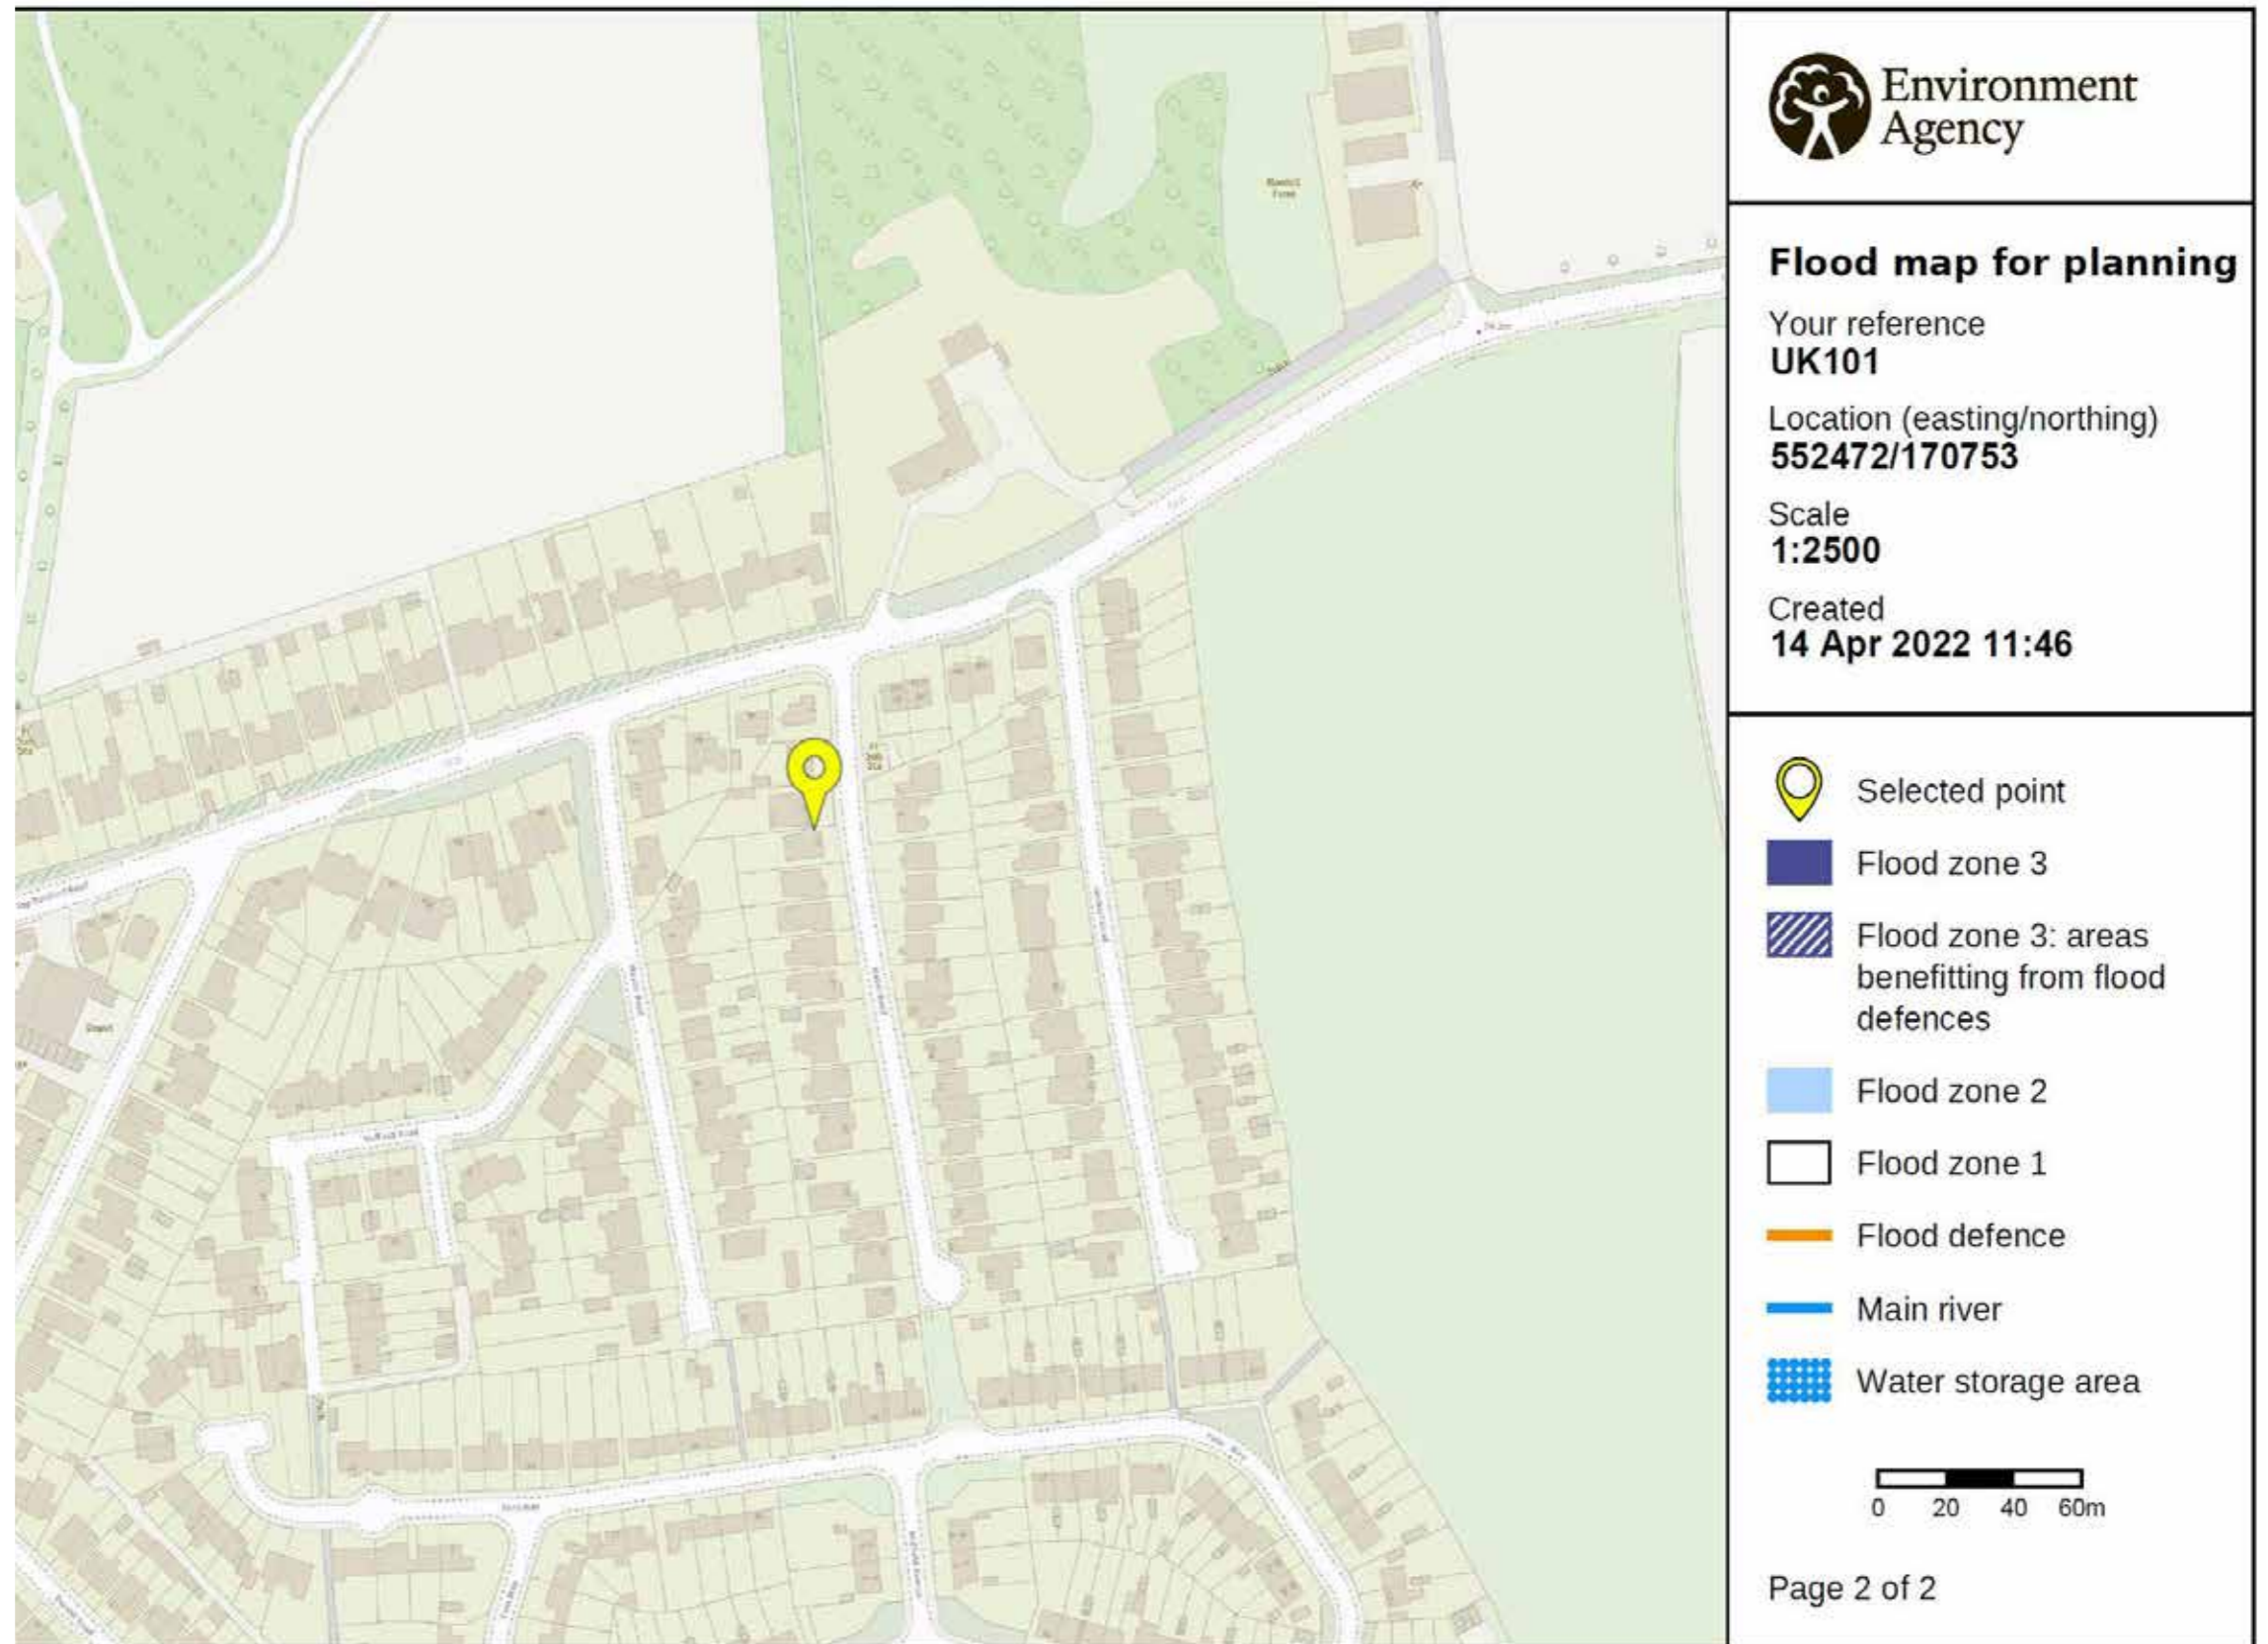 Environment
Agency
Flood map for planning
Your reference
UK101
Location (easting/northing)
552472/170753
Scale
1:2500
Created
14 Apr 2022 11:46
Selected point
Flood zone 3
Flood zone 3: areas
benefitting from flood
defences
Flood zone 2
Flood zone 1
Flood defence
Main river
Water storage area
0 20 40 60m
Page 2 of 2